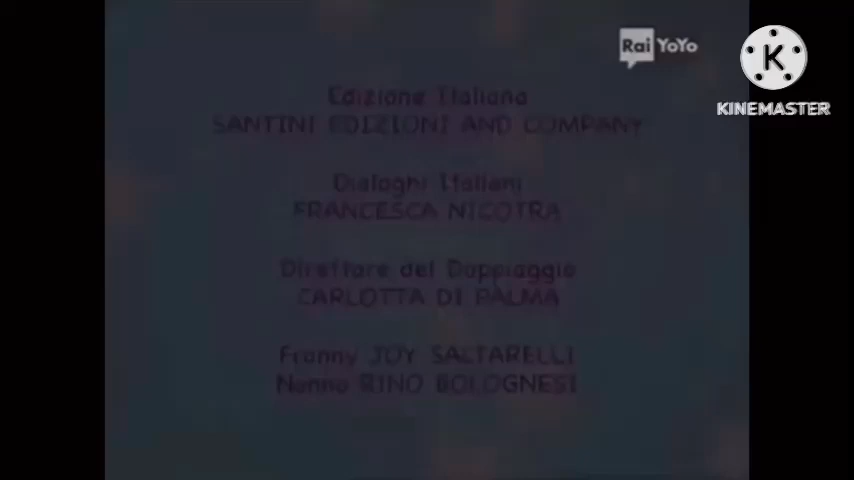 Rai YoYo
K
KINEMASTER
Edizione Italiana
SANTINI EDIZIONI AND COMPANY
Dialoghi Italiani
FRANCESCA NICOTRA
Direttore del Doppiaggio
CARLOTTA DI PALMA
Franny JOY SALTARELLI
Nonno RINO BOLOGNESI